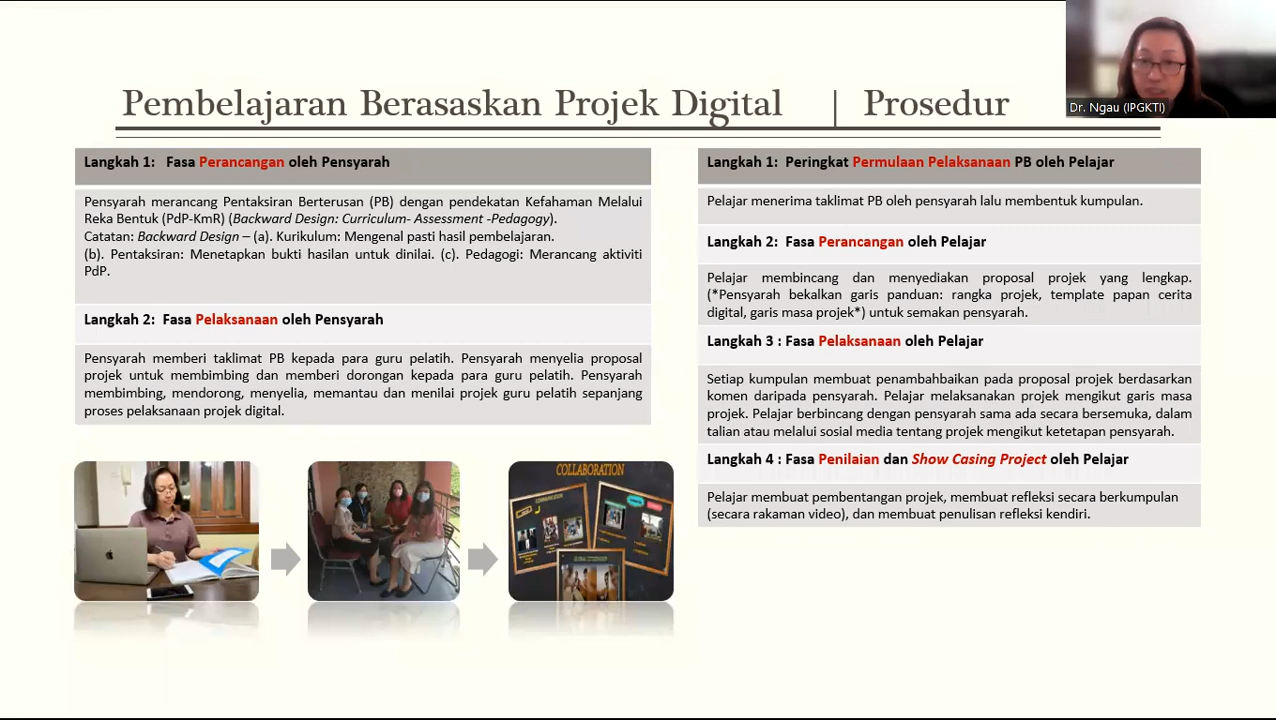 Pembelajaran Berasaskan Projek Digital | Prosedur
Dr. Ngau (IPGKTI)
Langkah 1: Fasa Perancangan oleh Pensyarah
Pensyarah merancang Pentaksiran Berterusan (PB) dengan pendekatan Kefahaman Melalui
Reka Bentuk (PdP-KmR) (Backward Design: Curriculum- Assessment -Pedagogy).
Catatan: Backward Design – (a). Kurikulum: Mengenal pasti hasil pembelajaran.
(b). Pentaksiran: Menetapkan bukti hasilan untuk dinilai. (c). Pedagogi: Merancang aktiviti
PdP.
Langkah 2: Fasa Pelaksanaan oleh Pensyarah
Pensyarah memberi taklimat PB kepada para guru pelatih. Pensyarah menyelia proposal
projek untuk membimbing dan memberi dorongan kepada para guru pelatih. Pensyarah
membimbing, mendorong, menyelia, memantau dan menilai projek guru pelatih sepanjang
proses pelaksanaan projek digital.
COLLABORATION
Langkah 1: Peringkat Permulaan Pelaksanaan PB oleh Pelajar
Pelajar menerima taklimat PB oleh pensyarah lalu membentuk kumpulan.
Langkah 2: Fasa Perancangan oleh Pelajar
Pelajar membincang dan menyediakan proposal projek yang lengkap.
(*Pensyarah bekalkan garis panduan: rangka projek, template papan cerita
digital, garis masa projek*) untuk semakan pensyarah.
Langkah 3 : Fasa Pelaksanaan oleh Pelajar
Setiap kumpulan membuat penambahbaikan pada proposal projek berdasarkan
komen daripada pensyarah. Pelajar melaksanakan projek mengikut garis masa
projek. Pelajar berbincang dengan pensyarah sama ada secara bersemuka, dalam
talian atau melalui sosial media tentang projek mengikut ketetapan pensyarah.
Langkah 4 : Fasa Penilaian dan Show Casing Project oleh Pelajar
Pelajar membuat pembentangan projek, membuat refleksi secara berkumpulan
(secara rakaman video), dan membuat penulisan refleksi kendiri.